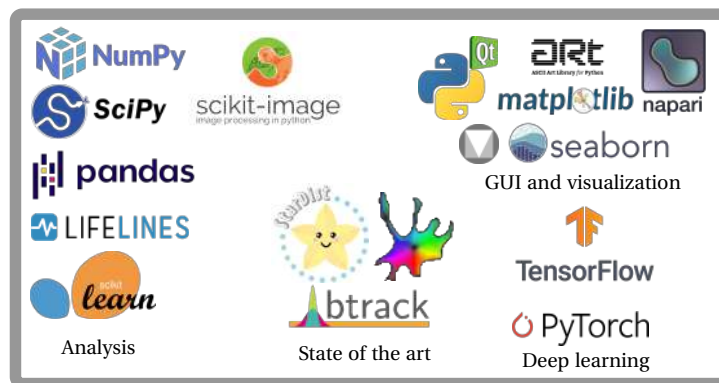 NumPy
SciPy
pandas
LIFELINES
scikit
learn
Analysis
scikit-image
image processing in python
StarDist
btrack
State of the art
Qt
art
ASCII Art Library for Python
matplotlib
napari
seaborn
GUI and visualization
TensorFlow
PyTorch
Deep learning